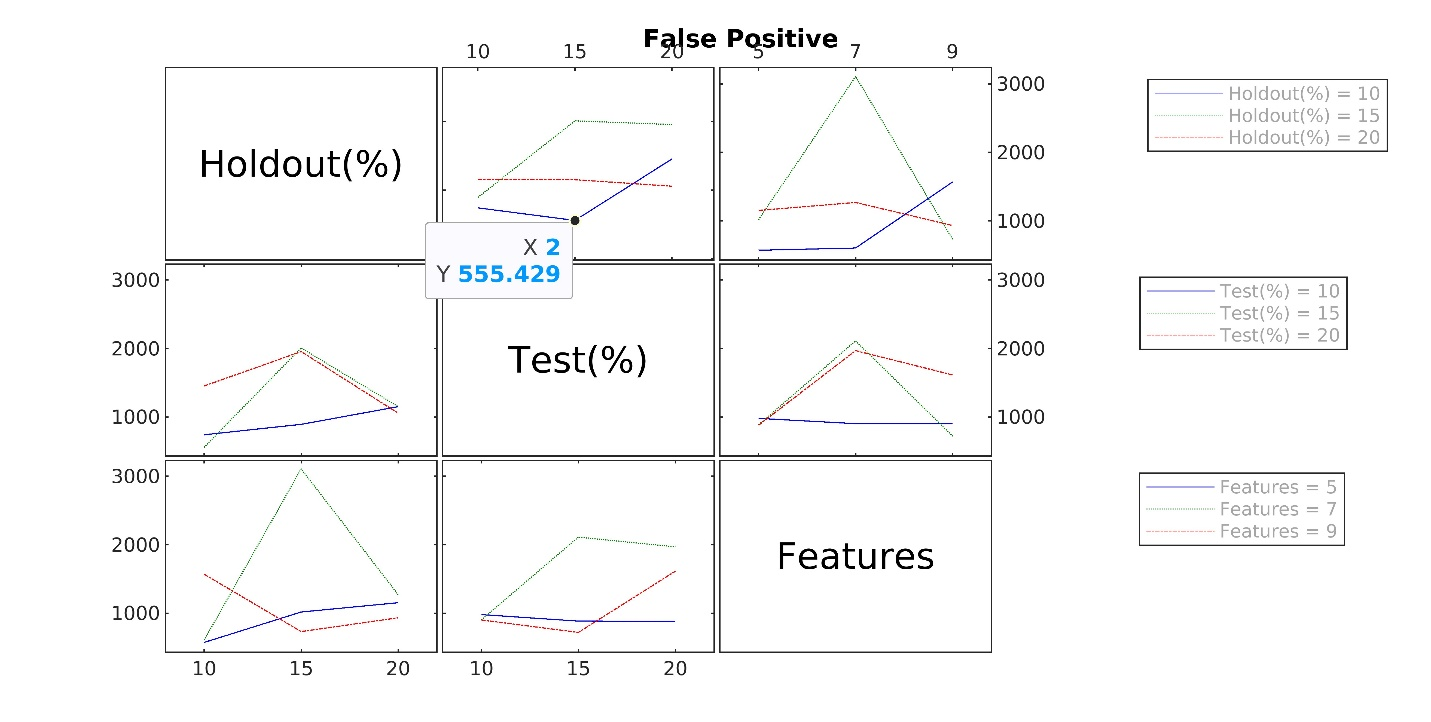 False Positive
10 15 20 5 7 9
Holdout(%)
3000
2000
1000
Holdout(%) = 10
Holdout(%) = 15
Holdout(%) = 20
X 2
Y 555.429
3000
2000
1000
Test(%)
3000
2000
1000
Test(%) = 10
Test(%) = 15
Test(%) = 20
3000
2000
1000
Features
Features = 5
Features = 7
Features = 9
10 15 20 10 15 20